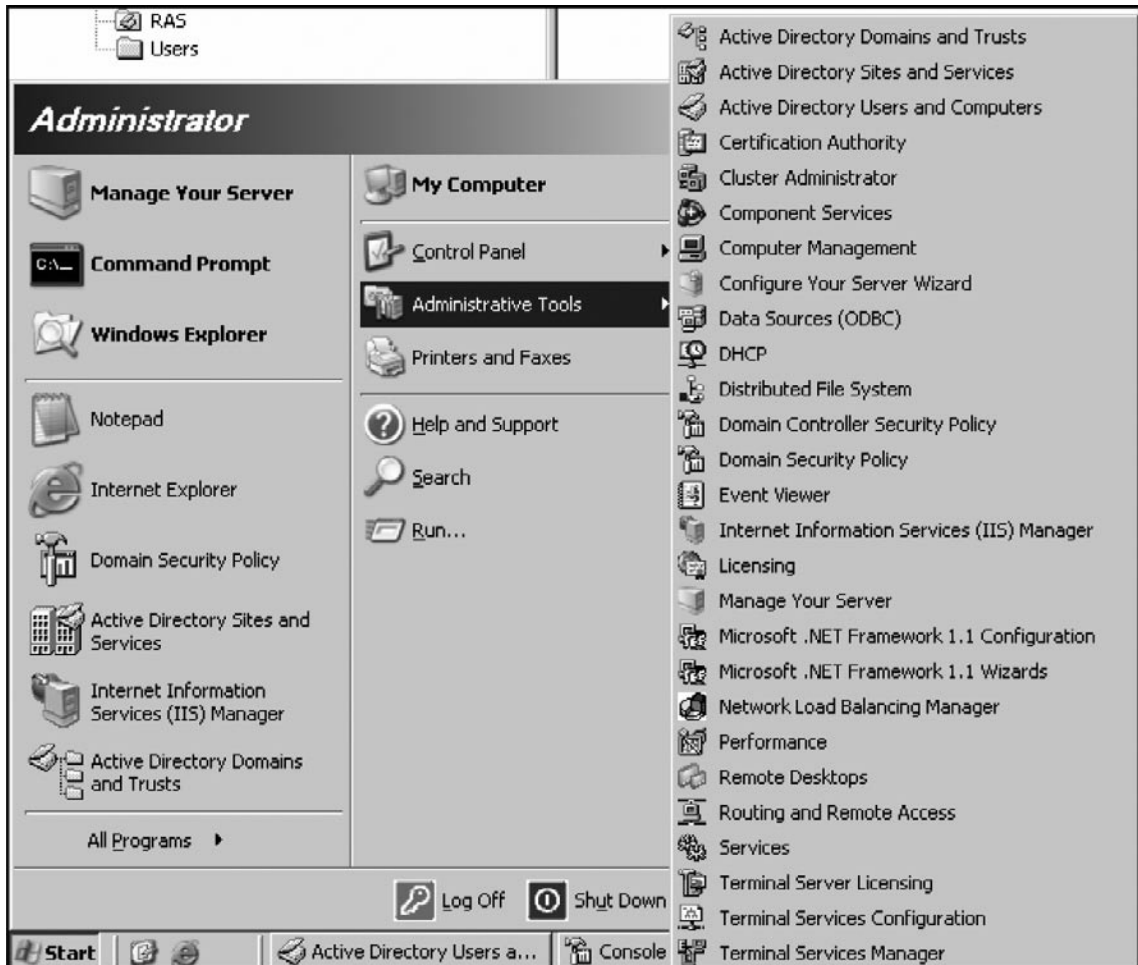 RAS
Users
Administrator
Manage Your Server
Command Prompt
Windows Explorer
Notepad
Internet Explorer
Domain Security Policy
Active Directory Sites and
Services
Internet Information
Services (IIS) Manager
Active Directory Domains
and Trusts
All Programs
My Computer
Control Panel
Administrative Tools
Printers and Faxes
Help and Support
Search
Run...
Log Off
Shut Down
Active Directory Domains and Trusts
Active Directory Sites and Services
Active Directory Users and Computers
Certification Authority
Cluster Administrator
Component Services
Computer Management
Configure Your Server Wizard
Data Sources (ODBC)
DHCP
Distributed File System
Domain Controller Security Policy
Domain Security Policy
Event Viewer
Internet Information Services (IIS) Manager
Licensing
Manage Your Server
Microsoft .NET Framework 1.1 Configuration
Microsoft .NET Framework 1.1 Wizards
Network Load Balancing Manager
Performance
Remote Desktops
Routing and Remote Access
Services
Terminal Server Licensing
Terminal Services Configuration
Terminal Services Manager
Start
Active Directory Users a...
Console